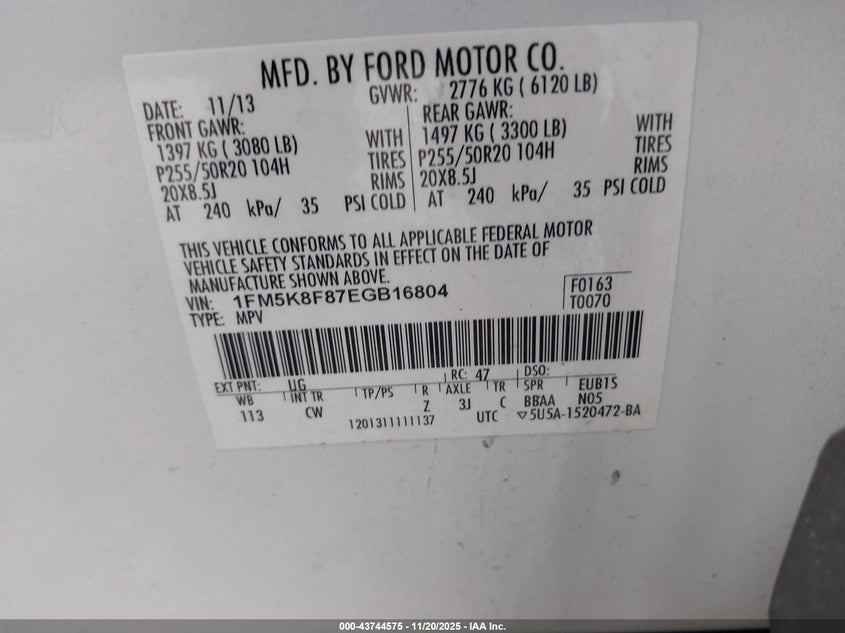 MFD. BY FORD MOTOR CO.
DATE: 11/13 GVWR: 2776 KG ( 6120 LB)
FRONT GAWR: REAR GAWR:
1397 KG ( 3080 LB) WITH 1497 KG ( 3300 LB) WITH
P255/50R20 104H TIRES P255/50R20 104H TIRES
20X8.5J RIMS 20X8.5J RIMS
AT 240 kPa/ 35 PSI COLD AT 240 kPa/ 35 PSI COLD
THIS VEHICLE CONFORMS TO ALL APPLICABLE FEDERAL MOTOR
VEHICLE SAFETY STANDARDS IN EFFECT ON THE DATE OF
MANUFACTURE SHOWN ABOVE.
VIN: 1FM5K8F87EGB16804 F0163
TYPE: MPV T0070
EXT PNT: UG RC: 47 DSO:
WB INT TR TP/PS R AXLE TR SPR EUB1S
113 CW Z 3J C BBAA N05
1201311111137 UTC ▽5U5A-1520472-BA
000-43744575 - 11/20/2025 - IAA Inc.